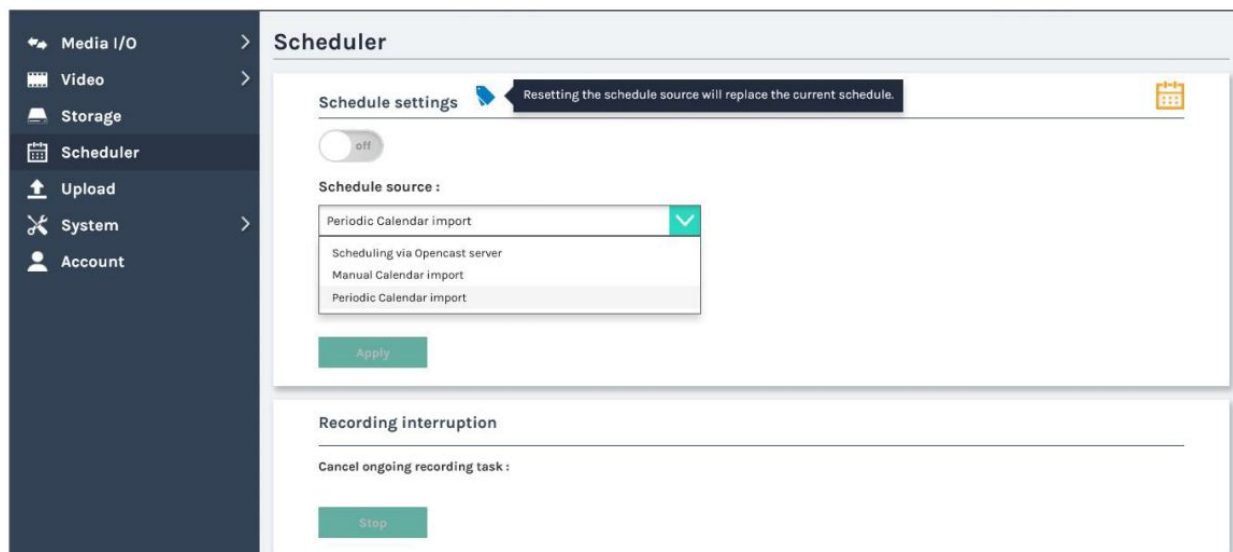 Media I/O
Video
Storage
Scheduler
Upload
System
Account
Scheduler
Schedule settings
Resetting the schedule source will replace the current schedule.
off
Schedule source :
Periodic Calendar import
Scheduling via Opencast server
Manual Calendar import
Periodic Calendar import
Apply
Recording interruption
Cancel ongoing recording task :
Stop